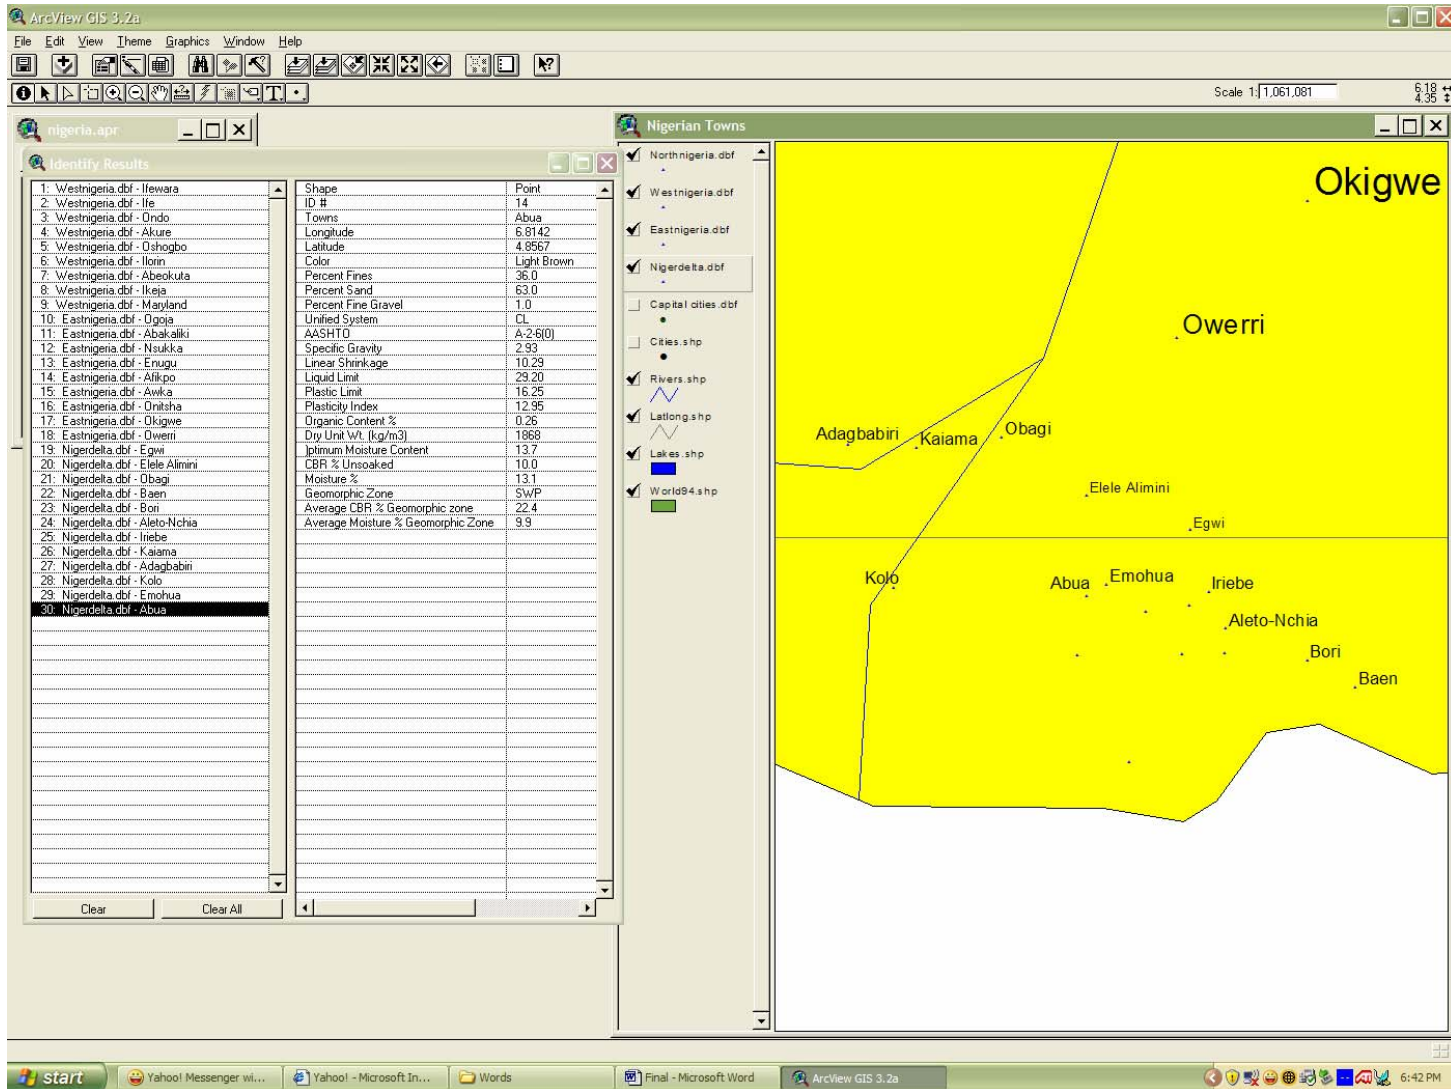 ArcView GIS 3.2a
File Edit View Theme Graphics Window Help
Scale 1: 1,061,081
6.18
4.35
nigeria.apr
Identify Results
1: Westnigeria.dbf - Ifewara
2: Westnigeria.dbf - Ife
3: Westnigeria.dbf - Ondo
4: Westnigeria.dbf - Akure
5: Westnigeria.dbf - Oshogbo
6: Westnigeria.dbf - Ilorin
7: Westnigeria.dbf - Abeokuta
8: Westnigeria.dbf - Ikeja
9: Westnigeria.dbf - Maryland
10: Eastnigeria.dbf - Ogoja
11: Eastnigeria.dbf - Abakaliki
12: Eastnigeria.dbf - Nsukka
13: Eastnigeria.dbf - Enugu
14: Eastnigeria.dbf - Afikpo
15: Eastnigeria.dbf - Awka
16: Eastnigeria.dbf - Onitsha
17: Eastnigeria.dbf - Okigwe
18: Eastnigeria.dbf - Owerri
19: Nigerdelta.dbf - Egwi
20: Nigerdelta.dbf - Elele Alimini
21: Nigerdelta.dbf - Obagi
22: Nigerdelta.dbf - Baen
23: Nigerdelta.dbf - Bori
24: Nigerdelta.dbf - Aleto-Nchia
25: Nigerdelta.dbf - Iriebe
26: Nigerdelta.dbf - Kaiama
27: Nigerdelta.dbf - Adagbabiri
28: Nigerdelta.dbf - Kolo
29: Nigerdelta.dbf - Emohua
30: Nigerdelta.dbf - Abua
Clear Clear All
Shape Point
ID # 14
Towns Abua
Longitude 6.8142
Latitude 4.8567
Color Light Brown
Percent Fines 36.0
Percent Sand 63.0
Percent Fine Gravel 1.0
Unified System CL
AASHTO A-2-6(0)
Specific Gravity 2.93
Linear Shrinkage 10.29
Liquid Limit 29.20
Plastic Limit 16.25
Plasticity Index 12.95
Organic Content % 0.26
Dry Unit Wt. (kg/m3) 1868
)ptimum Moisture Content 13.7
CBR % Unsoaked 10.0
Moisture % 13.1
Geomorphic Zone SWP
Average CBR % Geomorphic zone 22.4
Average Moisture % Geomorphic Zone 9.9
Nigerian Towns
Northnigeria.dbf
Westnigeria.dbf
Eastnigeria.dbf
Nigerdelta.dbf
Capital cities.dbf
Cities.shp
Rivers.shp
Latlong.shp
Lakes.shp
World94.shp
Okigwe
Owerri
Adagbabiri
Kaiama
Obagi
Elele Alimini
Egwi
Kolo
Abua
Emohua
Iriebe
Aleto-Nchia
Bori
Baen
start
Yahoo! Messenger wi...
Yahoo! - Microsoft In...
Words
Final - Microsoft Word
ArcView GIS 3.2a
6:42 PM